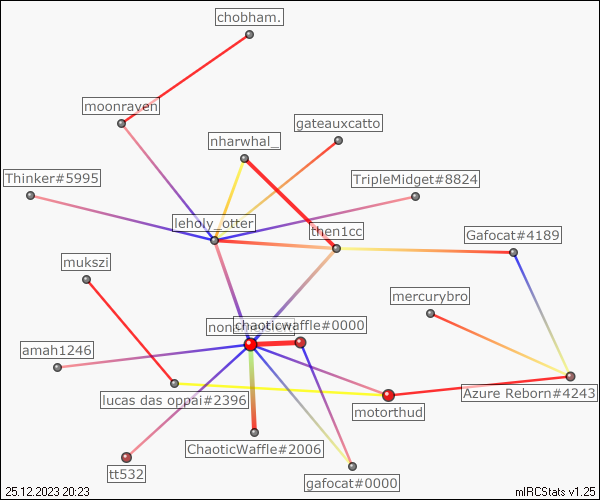 chobham.
moonraven
gateauxcatto
nharwhal_
Thinker#5995
TripleMidget#8824
leholy_otter
then1cc
Gafocat#4189
mukszi
mercurybro
chaoticwaffle#0000
amah1246
Azure Reborn#4243
lucas das oppai#2396
motorthud
ChaoticWaffle#2006
tt532
gafocat#0000
25.12.2023 20:23
mIRCStats v1.25